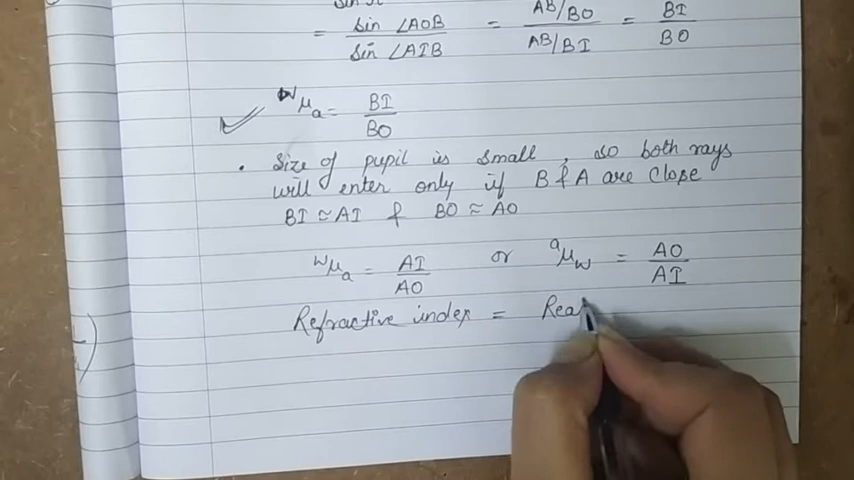 = sin ∠AOB / sin ∠AIB = AB/BO / AB/BI = BI / BO
wμa = BI / BO
• Size of pupil is small, so both rays
will enter only if B & A are close
BI ≈ AI & BO ≈ AO
wμa = AI / AO or aμw = AO / AI
Refractive index = Rea